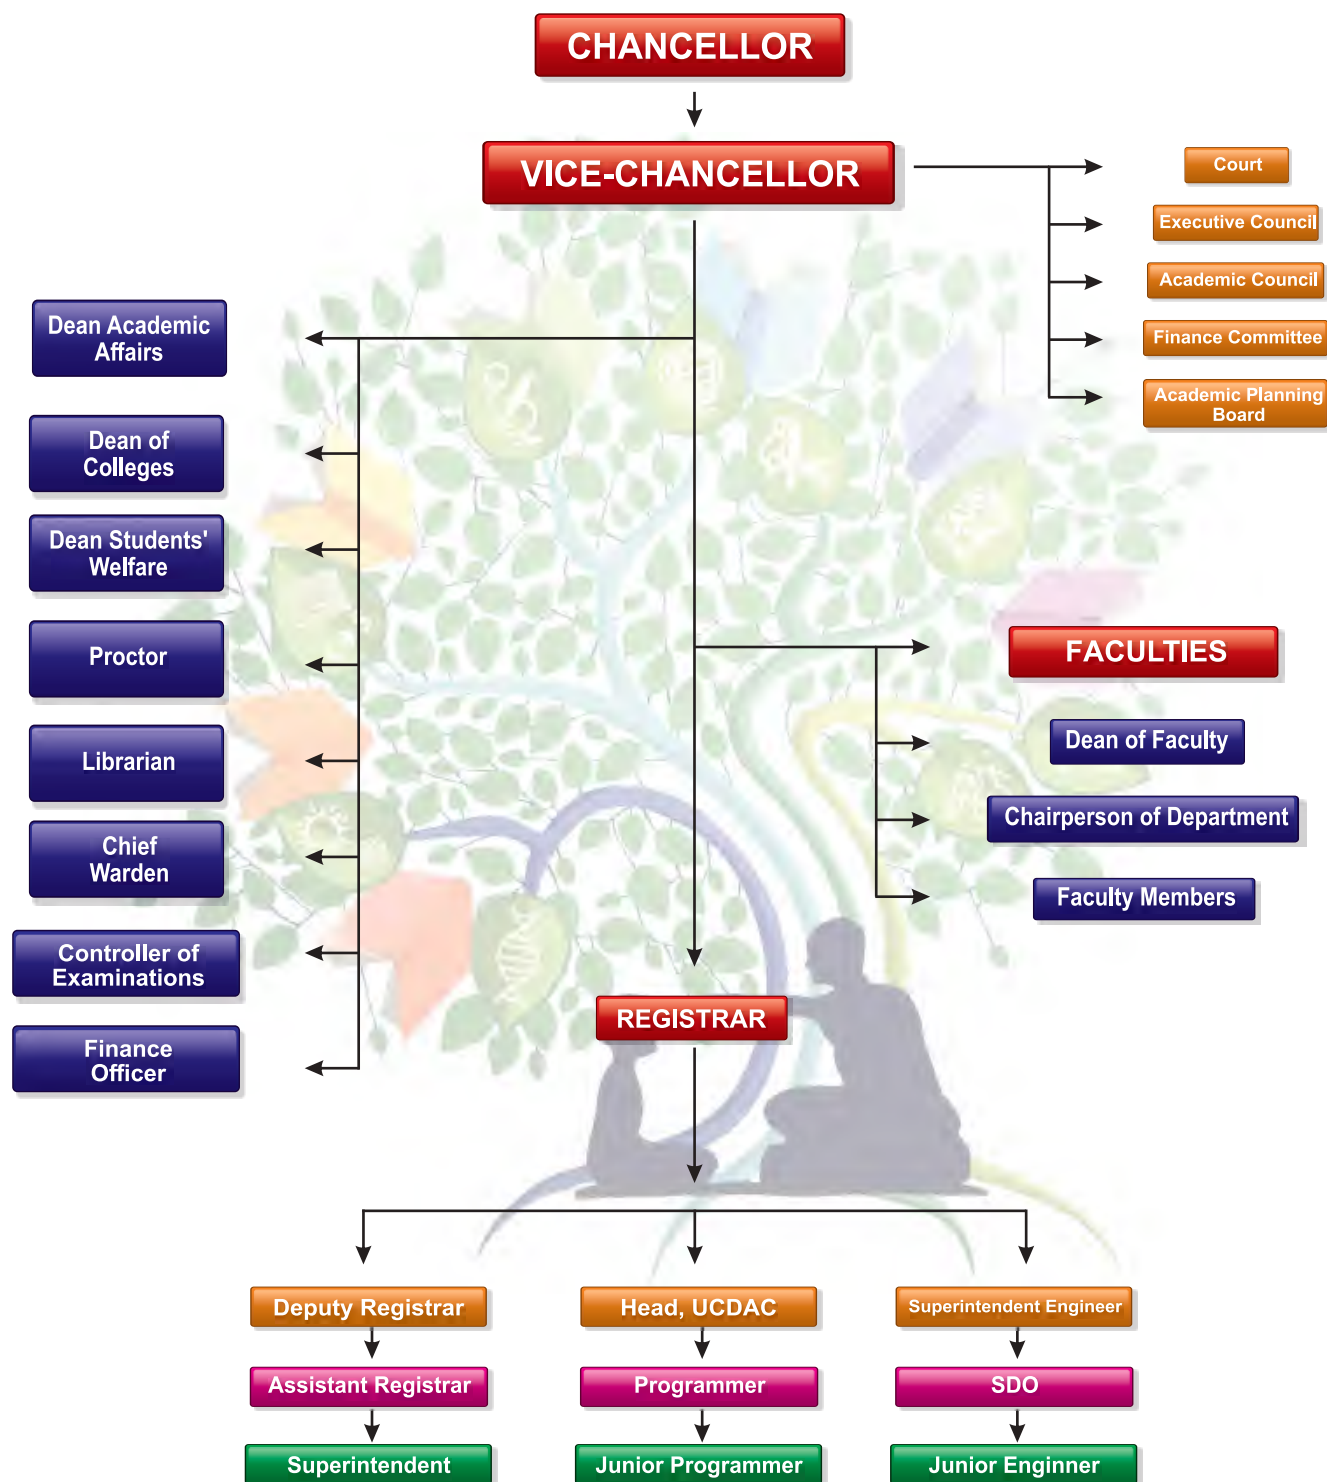 CHANCELLOR
VICE-CHANCELLOR
Court
Executive Council
Academic Council
Finance Committee
Academic Planning
Board
Dean Academic
Affairs
Dean of
Colleges
Dean Students'
Welfare
Proctor
Librarian
Chief
Warden
Controller of
Examinations
Finance
Officer
FACULTIES
Dean of Faculty
Chairperson of Department
Faculty Members
REGISTRAR
Deputy Registrar
Head, UCDAC
Superintendent Engineer
Assistant Registrar
Programmer
SDO
Superintendent
Junior Programmer
Junior Enginner